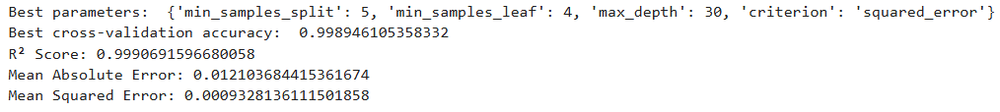 Best parameters:  {'min_samples_split': 5, 'min_samples_leaf': 4, 'max_depth': 30, 'criterion': 'squared_error'}
Best cross-validation accuracy:  0.998946105358332
R² Score: 0.9990691596680058
Mean Absolute Error: 0.012103684415361674
Mean Squared Error: 0.0009328136111501858